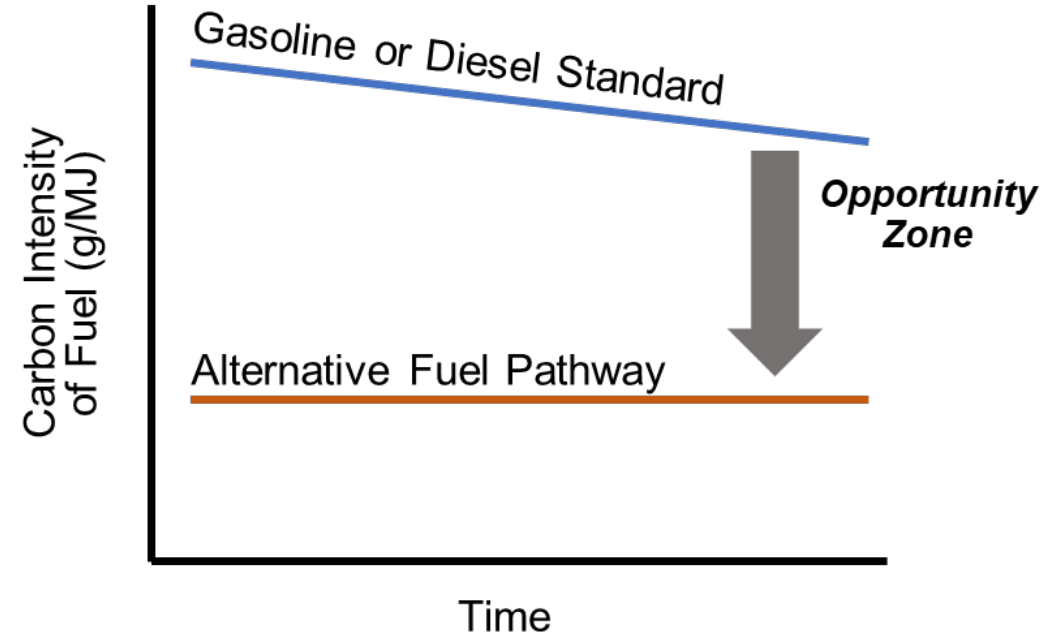 Gasoline or Diesel Standard
Carbon Intensity
of Fuel (g/MJ)
Opportunity
Zone
Alternative Fuel Pathway
Time